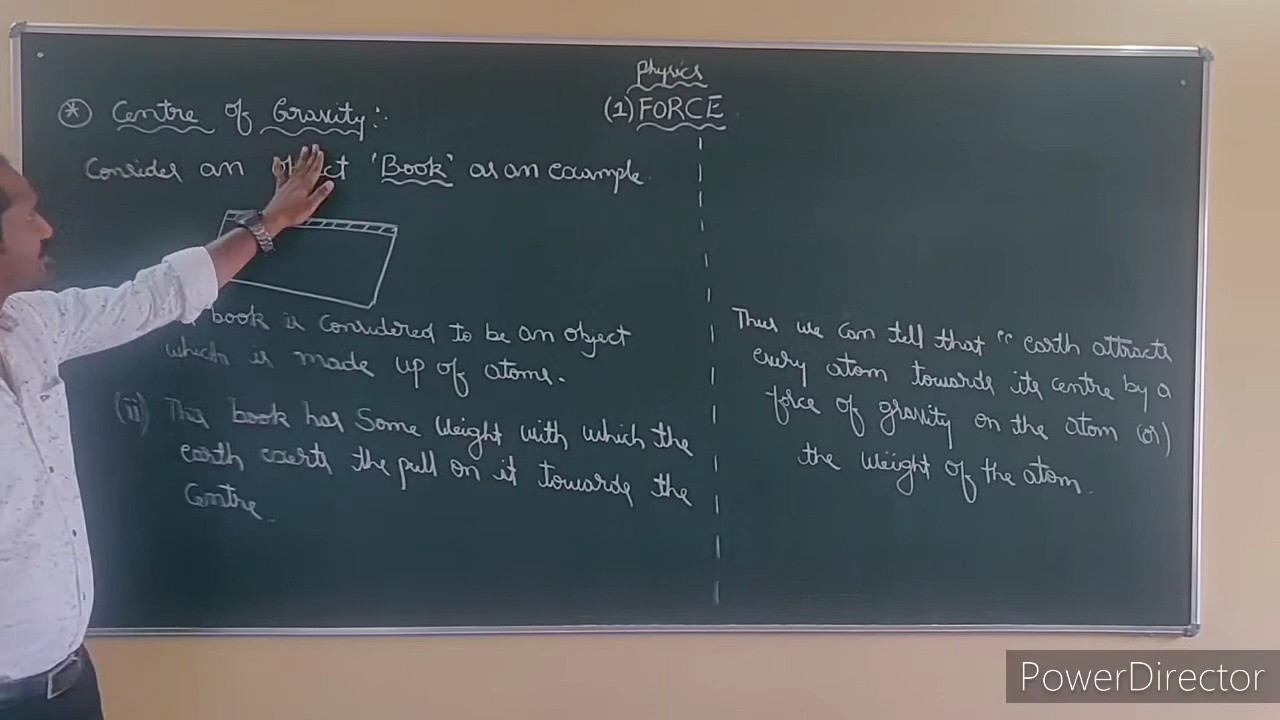 Physics
(1) FORCE
* Centre of Gravity:-
Consider an object 'Book' as an example.
book is considered to be an object
which is made up of atoms.
(ii) This book has Some Weight with which the
earth exerts the pull on it towards the
Centre
Thus we can tell that " earth attracts
every atom towards its centre by a
force of gravity on the atom (or)
the weight of the atom.
PowerDirector